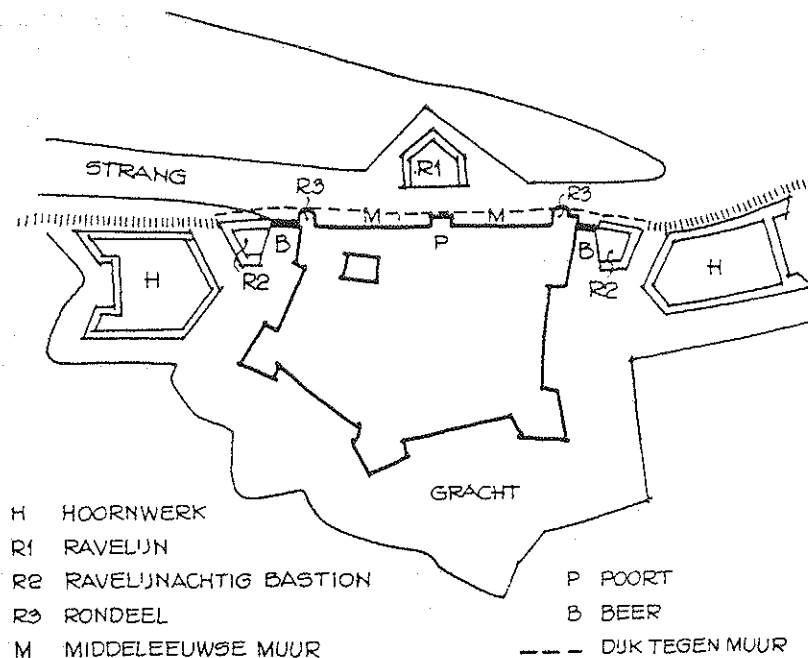 R1
STRANG
R3
R3
M
M
P
B
B
R2
R2
H
H
GRACHT
H HOORNWERK
R1 RAVELIJN
R2 RAVELIJNACHTIG BASTION
R3 RONDEEL
M MIDDELEEUWSE MUUR
P POORT
B BEER
--- DIJK TEGEN MUUR